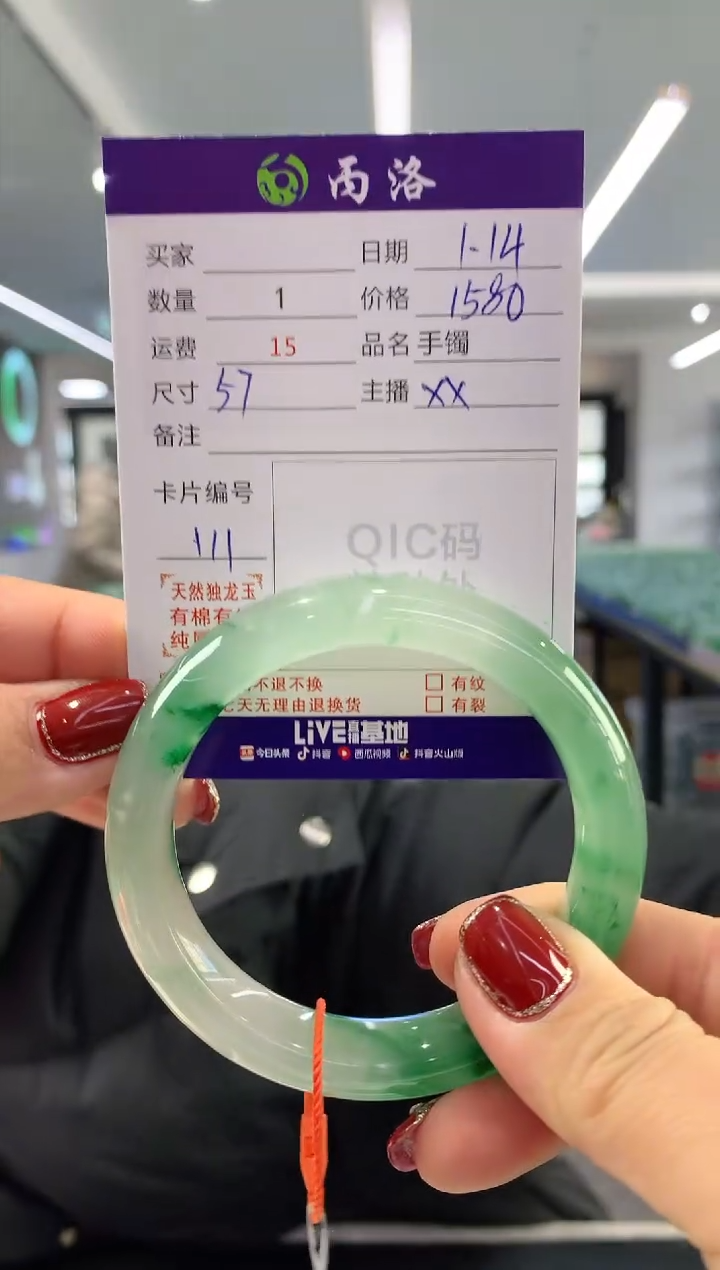 丙洛
买家 日期 1-14
数量 1 价格 1580
运费 15 品名 手镯
尺寸 57 主播 XX
备注
卡片编号
111
QIC码
天然独龙玉
有棉有
纯
不退不换 □ 有纹
七天无理由退换货 □ 有裂
LiVE直播基地
今日头条 抖音 西瓜视频 抖音火山版